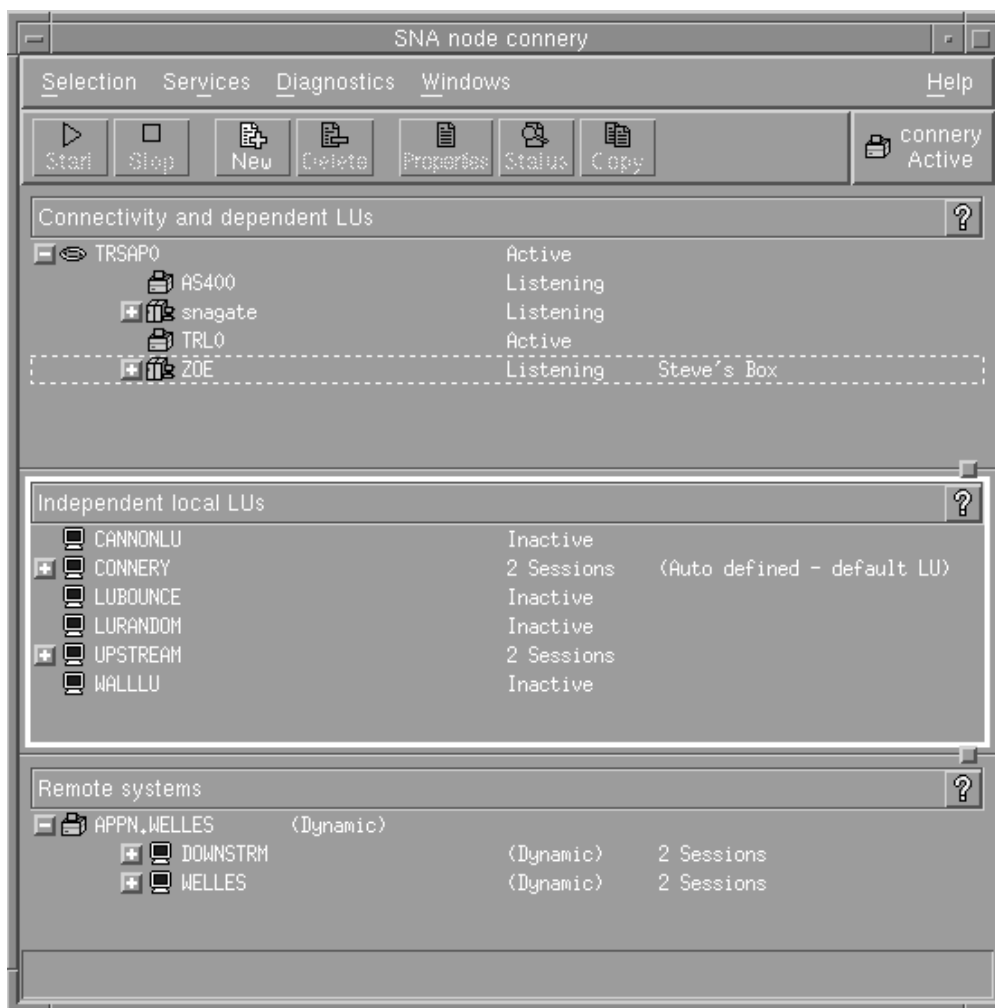 SNA node connery
Selection Services Diagnostics Windows Help
Start Stop New Delete Properties Status Copy connery
Active
Connectivity and dependent LUs ?
TRSAP0 Active
AS400 Listening
snagate Listening
TRL0 Active
ZOE Listening Steve's Box
Independent local LUs ?
CANNONLU Inactive
CONNERY 2 Sessions (Auto defined - default LU)
LUBOUNCE Inactive
LURANDOM Inactive
UPSTREAM 2 Sessions
WALLLU Inactive
Remote systems ?
APPN.WELLES (Dynamic)
DOWNSTRM (Dynamic) 2 Sessions
WELLES (Dynamic) 2 Sessions